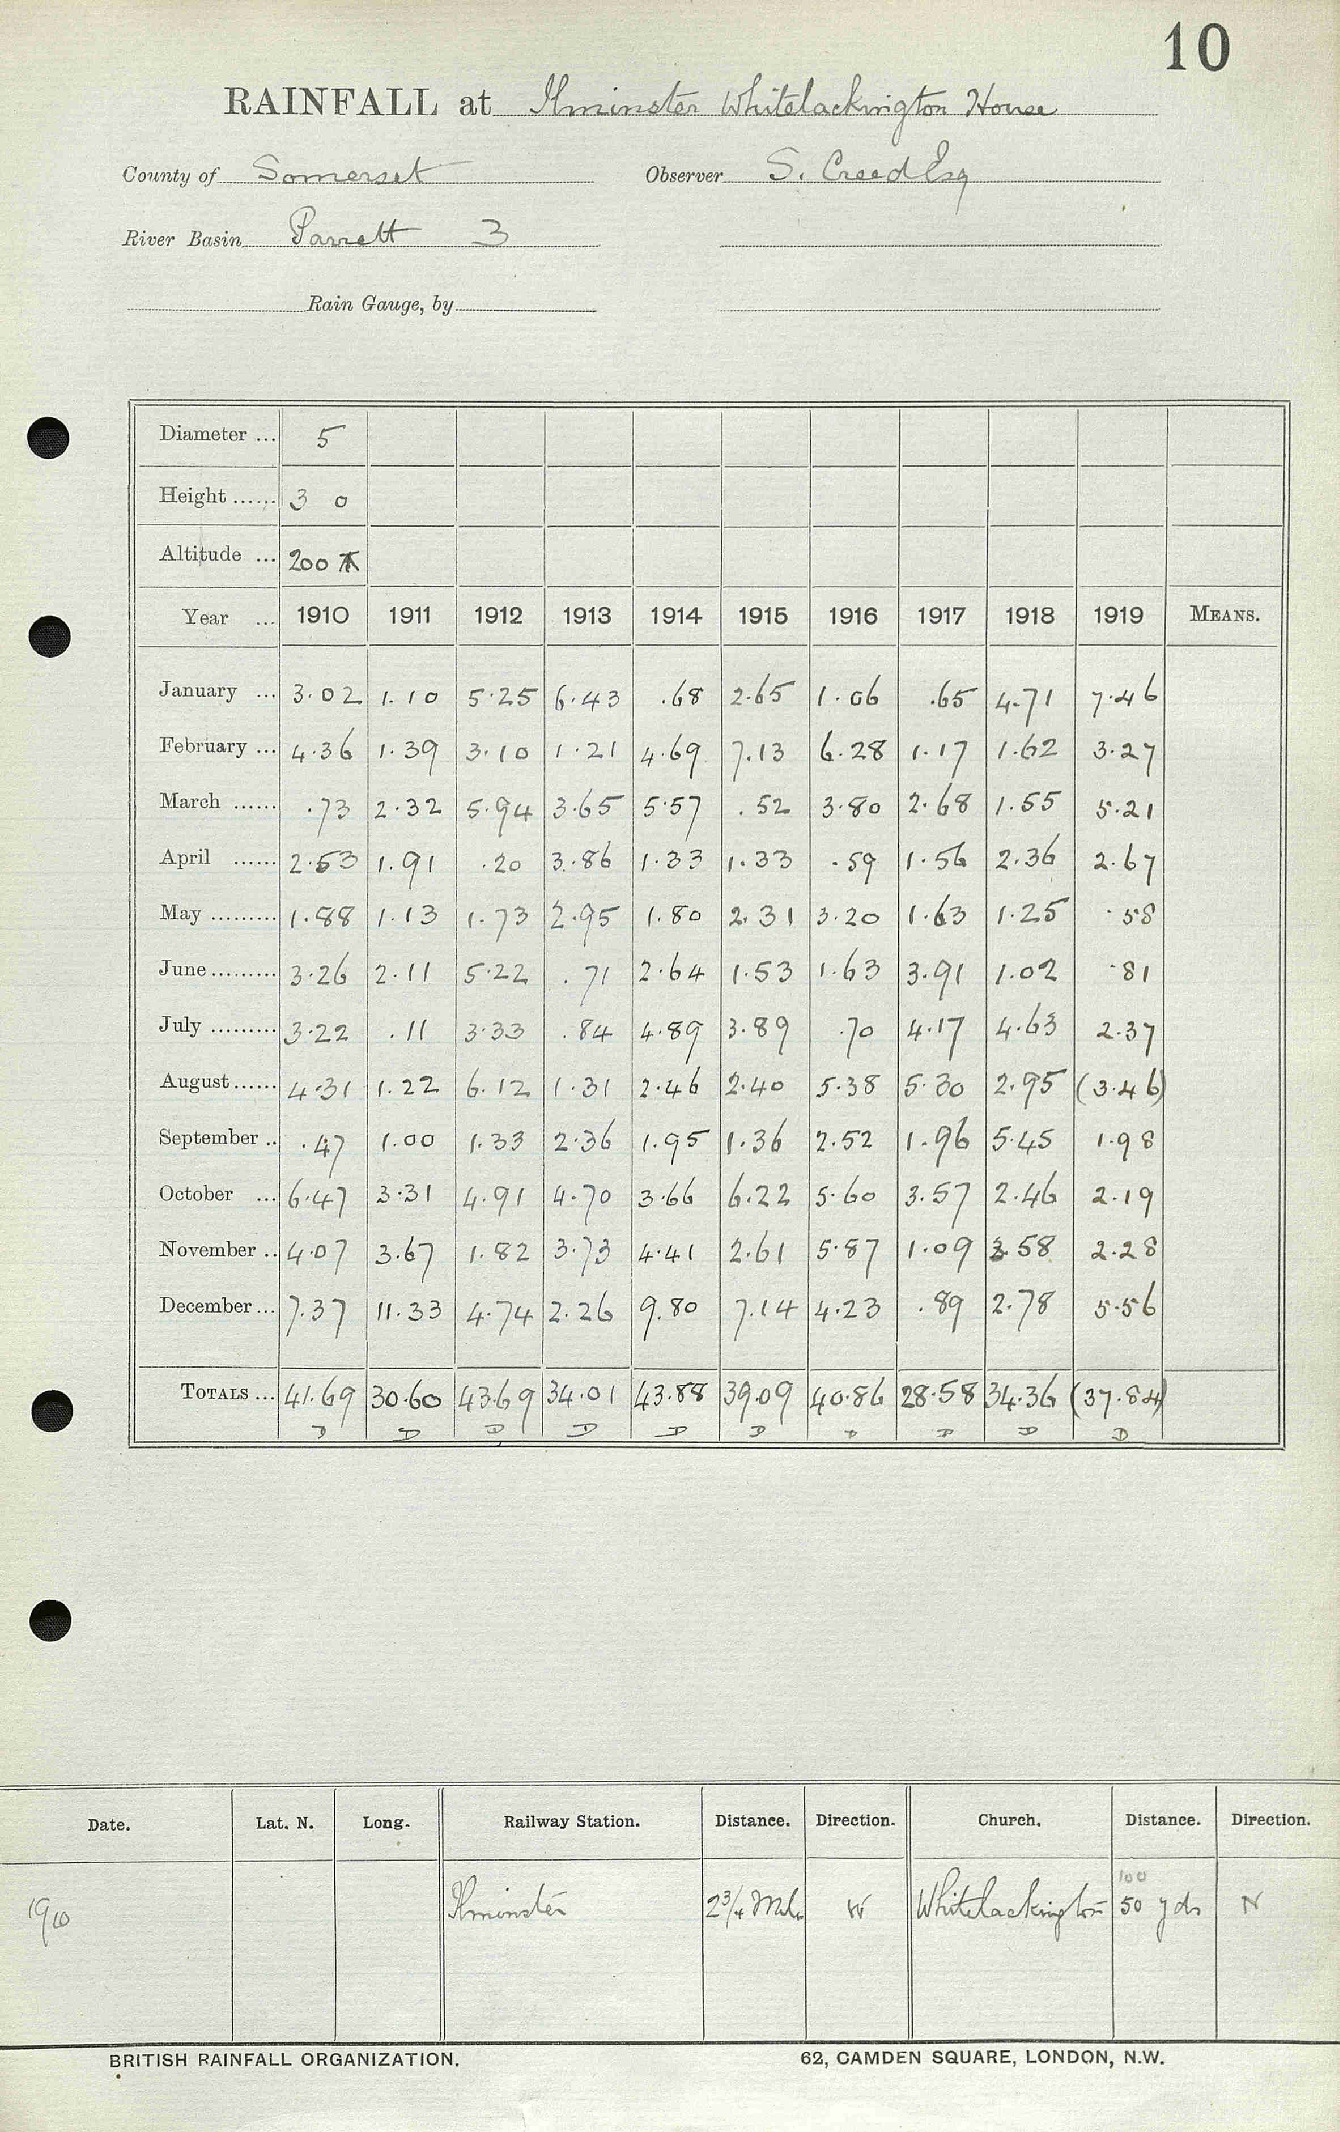 10
RAINFALL at Ilminster Whitelackington House
County of Somerset Observer S. Creed Esq
River Basin Parrett 3
Rain Gauge, by
Diameter ... 5
Height ...... 3 0
Altitude ... 200
Year ... 1910 1911 1912 1913 1914 1915 1916 1917 1918 1919 MEANS.
January ... 3.02 1.10 5.25 6.43 .68 2.65 1.06 .65 4.71 7.46
February ... 4.36 1.39 3.10 1.21 4.69 7.13 6.28 1.17 1.62 3.27
March ...... .73 2.32 5.94 3.65 5.57 .52 3.80 2.68 1.55 5.21
April ...... 2.53 1.91 .20 3.86 1.33 1.33 .59 1.56 2.36 2.67
May ......... 1.88 1.13 1.73 2.95 1.80 2.31 3.20 1.63 1.25 .58
June ......... 3.26 2.11 5.22 .71 2.64 1.53 1.63 3.91 1.02 .81
July ......... 3.22 .11 3.33 .84 4.89 3.89 .70 4.17 4.63 2.37
August ...... 4.31 1.22 6.12 1.31 2.46 2.40 5.38 5.30 2.95 (3.46)
September .. .47 1.00 1.33 2.36 1.95 1.36 2.52 1.96 5.45 1.98
October ... 6.47 3.31 4.91 4.70 3.66 6.22 5.60 3.57 2.46 2.19
November .. 4.07 3.67 1.82 3.73 4.41 2.61 5.87 1.09 3.58 2.28
December ... 7.37 11.33 4.74 2.26 9.80 7.14 4.23 .89 2.78 5.56
TOTALS ... 41.69 30.60 43.69 34.01 43.88 39.09 40.86 28.58 34.36 (37.84)
D D D D D D D D D D
Date. Lat. N. Long. Railway Station. Distance. Direction. Church. Distance. Direction.
100
1910 Ilminster 2 3/4 Mile W Whitelackington 50 yds N
BRITISH RAINFALL ORGANIZATION. 62, CAMDEN SQUARE, LONDON, N.W.